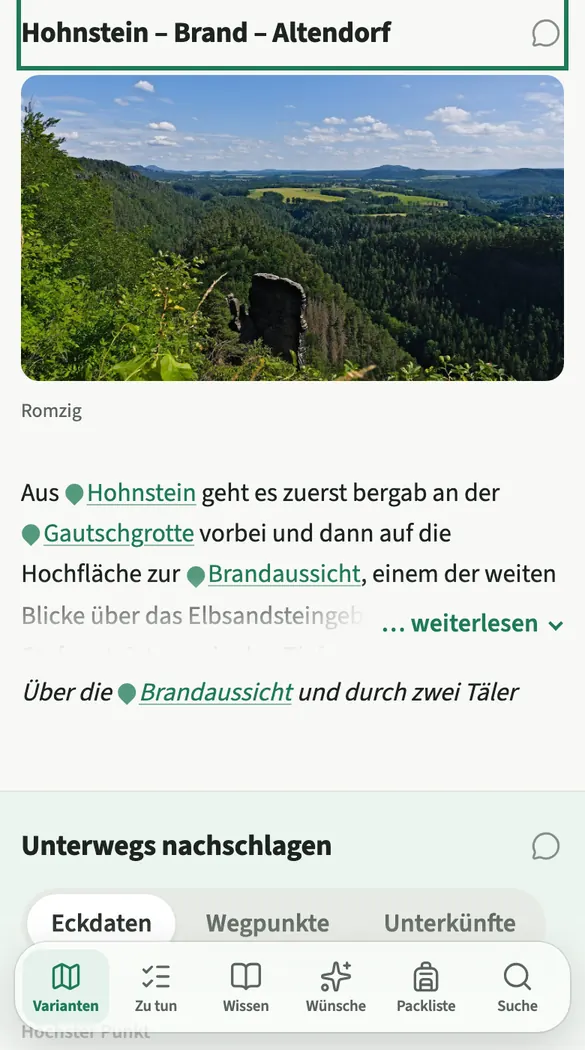 Hohnstein – Brand – Altendorf
Romzig
Aus Hohnstein geht es zuerst bergab an der
Gautschgrotte vorbei und dann auf die
Hochfläche zur Brandaussicht, einem der weiten
Blicke über das Elbsandsteingeb
... weiterlesen
Über die Brandaussicht und durch zwei Täler
Unterwegs nachschlagen
Eckdaten Wegpunkte Unterkünfte
Varianten Zu tun Wissen Wünsche Packliste Suche
Höchster Punkt